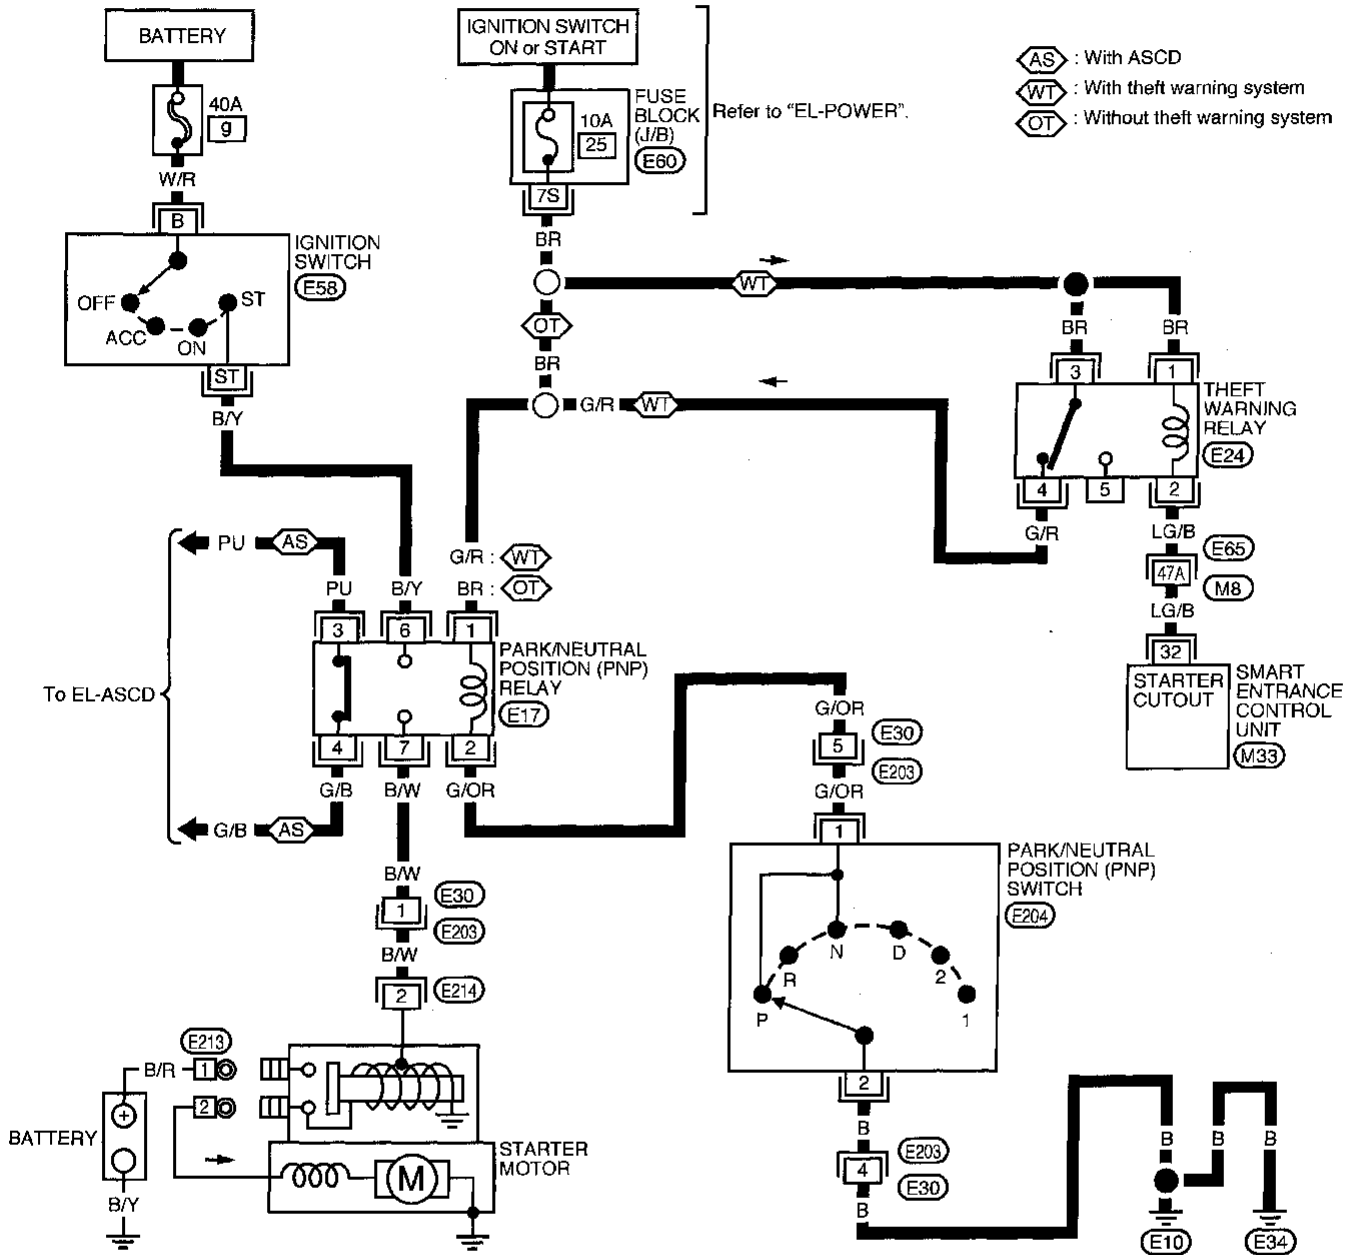 BATTERY
IGNITION SWITCH
ON or START
40A
g
W/R
B
FUSE
BLOCK
(J/B)
E60
10A
25
7S
Refer to "EL-POWER".
AS : With ASCD
WT : With theft warning system
OT : Without theft warning system
IGNITION
SWITCH
E58
OFF
ACC
ON
ST
ST
B/Y
BR
WT
OT
BR
G/R WT
BR
BR
3
1
THEFT
WARNING
RELAY
E24
4
5
2
G/R
LG/B
E65
47A
M8
LG/B
32
STARTER
CUTOUT
SMART
ENTRANCE
CONTROL
UNIT
M33
PU AS
PU
B/Y
G/R : WT
BR : OT
3
6
1
PARK/NEUTRAL
POSITION (PNP)
RELAY
E17
To EL-ASCD
4
7
2
G/B
B/W
G/OR
G/B AS
G/OR
5
E30
E203
G/OR
1
B/W
1
E30
E203
B/W
2
E214
PARK/NEUTRAL
POSITION (PNP)
SWITCH
E204
P
R
N
D
2
1
2
B
4
E203
E30
B
B
B
B
E10
E34
E213
B/R
1
2
BATTERY
+
B/Y
M
STARTER
MOTOR